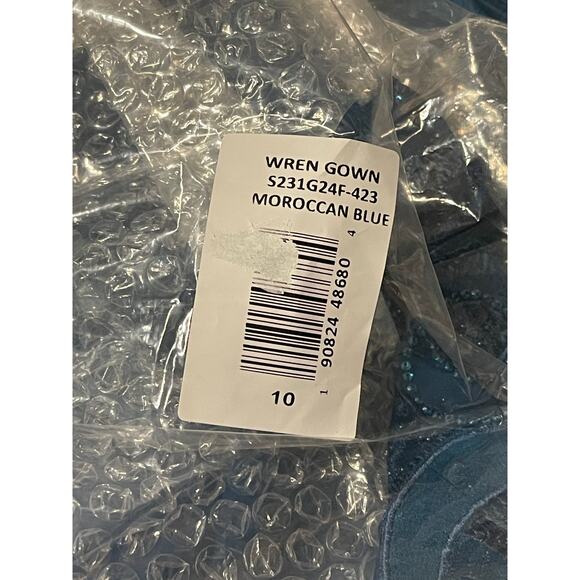 WREN GOWN
S231G24F-423
MOROCCAN BLUE
1 90824 48680 4
10